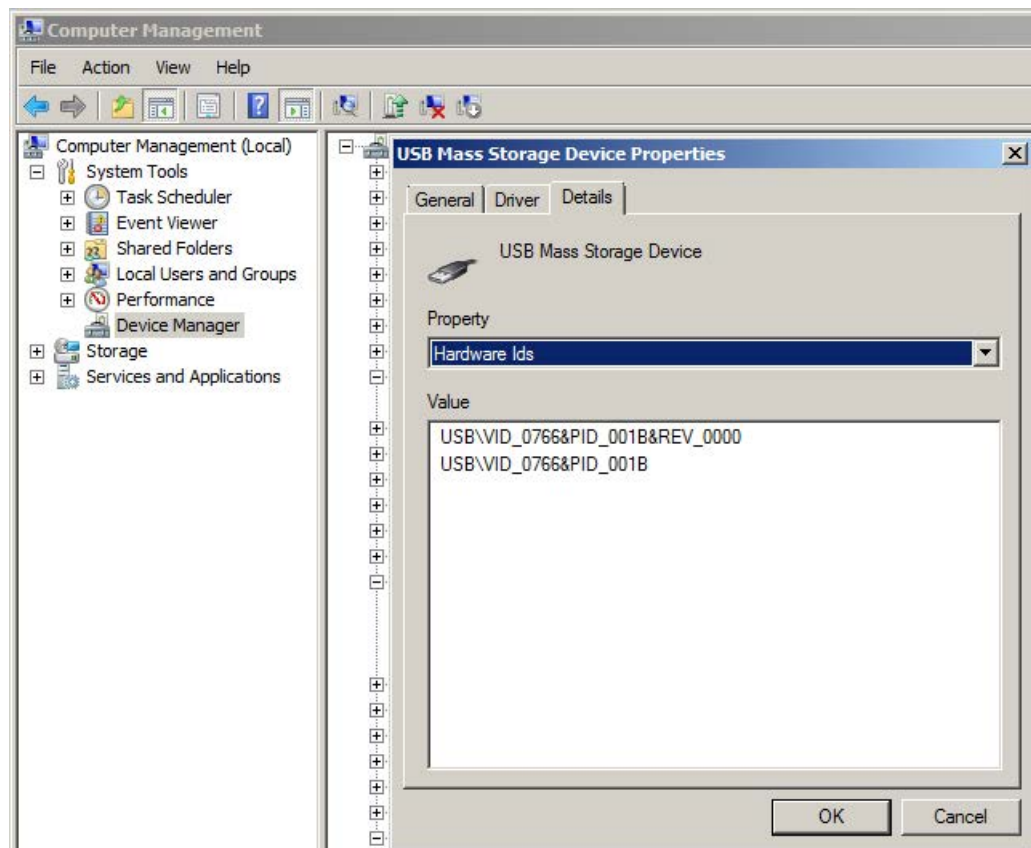 Computer Management
File Action View Help
Computer Management (Local)
System Tools
Task Scheduler
Event Viewer
Shared Folders
Local Users and Groups
Performance
Device Manager
Storage
Services and Applications
USB Mass Storage Device Properties
General Driver Details
USB Mass Storage Device
Property
Hardware Ids
Value
USB\VID_0766&PID_001B&REV_0000
USB\VID_0766&PID_001B
OK Cancel